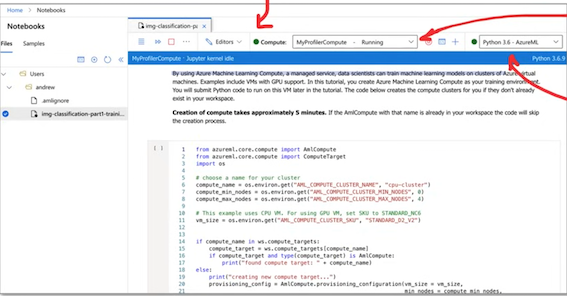 Home > Notebooks
Notebooks
Files
Samples
Users
andrew
.amlignore
img-classification-part1-traini...
img-classification-part1-
Editors
Compute:
MyProfilerCompute - Running
Python 3.6 - AzureML
MyProfilerCompute - Jupyter kernel idle
Python 3.6.9
By using Azure Machine Learning Compute, a managed service, data scientists can train machine learning models on clusters of Azure virtual
machines. Examples include VMs with GPU support. In this tutorial, you create Azure Machine Learning Compute as your training environment.
You will submit Python code to run on this VM later in the tutorial. The code below creates the compute clusters for you if they don't already
exist in your workspace.
Creation of compute takes approximately 5 minutes. If the AmlCompute with that name is already in your workspace the code will skip
the creation process.
[ ]
1 from azureml.core.compute import AmlCompute
2 from azureml.core.compute import ComputeTarget
3 import os
4
5 # choose a name for your cluster
6 compute_name = os.environ.get("AML_COMPUTE_CLUSTER_NAME", "cpu-cluster")
7 compute_min_nodes = os.environ.get("AML_COMPUTE_CLUSTER_MIN_NODES", 0)
8 compute_max_nodes = os.environ.get("AML_COMPUTE_CLUSTER_MAX_NODES", 4)
9
10 # This example uses CPU VM. For using GPU VM, set SKU to STANDARD_NC6
11 vm_size = os.environ.get("AML_COMPUTE_CLUSTER_SKU", "STANDARD_D2_V2")
12
13
14 if compute_name in ws.compute_targets:
15 compute_target = ws.compute_targets[compute_name]
16 if compute_target and type(compute_target) is AmlCompute:
17 print("found compute target: " + compute_name)
18 else:
19 print("creating new compute target...")
20 provisioning_config = AmlCompute.provisioning_configuration(vm_size = vm_size,
21 min_nodes = compute_min_nodes,